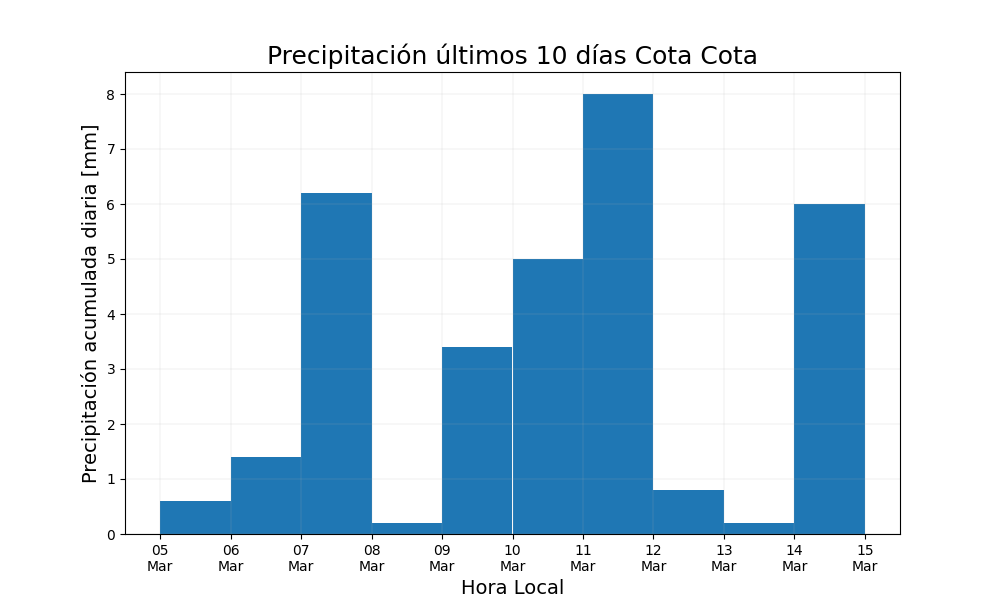 Precipitación últimos 10 días Cota Cota
Precipitación acumulada diaria [mm]
8
7
6
5
4
3
2
1
0
05 06 07 08 09 10 11 12 13 14 15
Mar Mar Mar Mar Mar Mar Mar Mar Mar Mar Mar
Hora Local